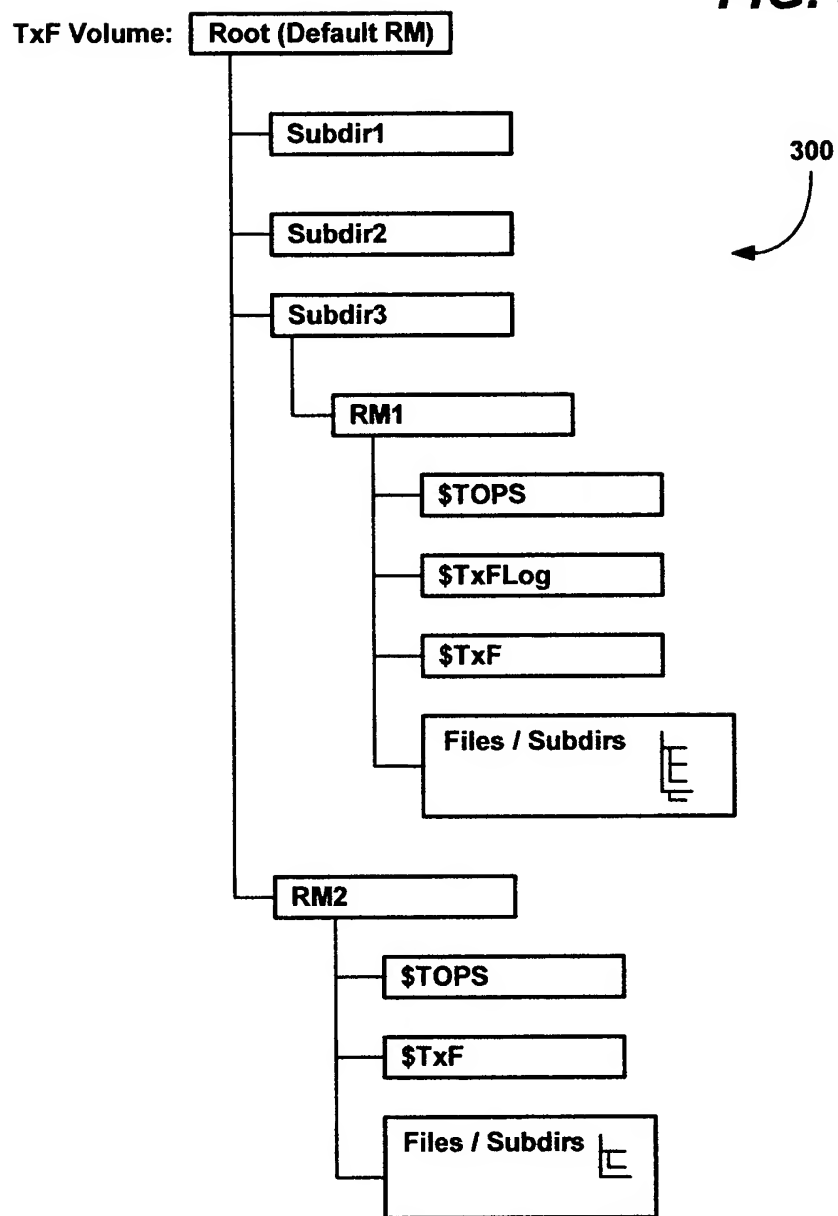 FIG.
TxF Volume: Root (Default RM)
Subdir1
300
Subdir2
Subdir3
RM1
$TOPS
$TxFLog
$TxF
Files / Subdirs
RM2
$TOPS
$TxF
Files / Subdirs